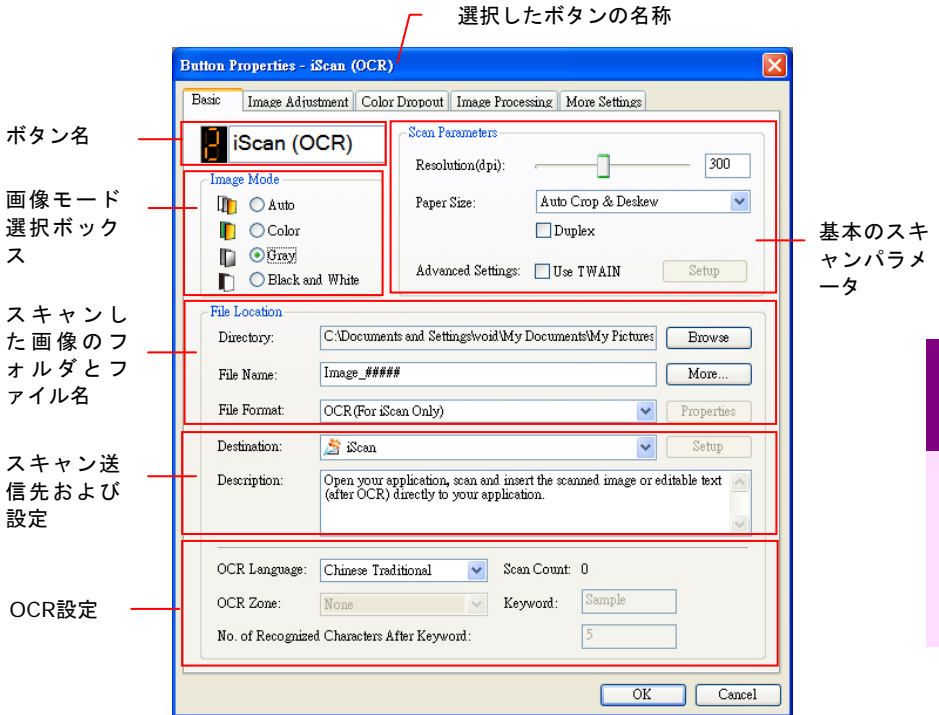 選択したボタンの名称
Button Properties - iScan (OCR)
Basic Image Adjustment Color Dropout Image Processing More Settings
ボタン名
2 iScan (OCR)
画像モード
選択ボック
ス
Image Mode
Auto
Color
Gray
Black and White
Scan Parameters
Resolution(dpi): 300
Paper Size: Auto Crop & Deskew
Duplex
Advanced Settings: Use TWAIN Setup
基本のスキ
ャンパラメ
ータ
スキャンし
た画像のフ
ォルダとフ
ァイル名
File Location
Directory: C:\Documents and Settings\void\My Documents\My Pictures Browse
File Name: Image_##### More...
File Format: OCR(For iScan Only) Properties
スキャン送
信先および
設定
Destination: iScan Setup
Description: Open your application, scan and insert the scanned image or editable text
(after OCR) directly to your application.
OCR設定
OCR Language: Chinese Traditional Scan Count: 0
OCR Zone: None Keyword: Sample
No. of Recognized Characters After Keyword: 5
OK Cancel